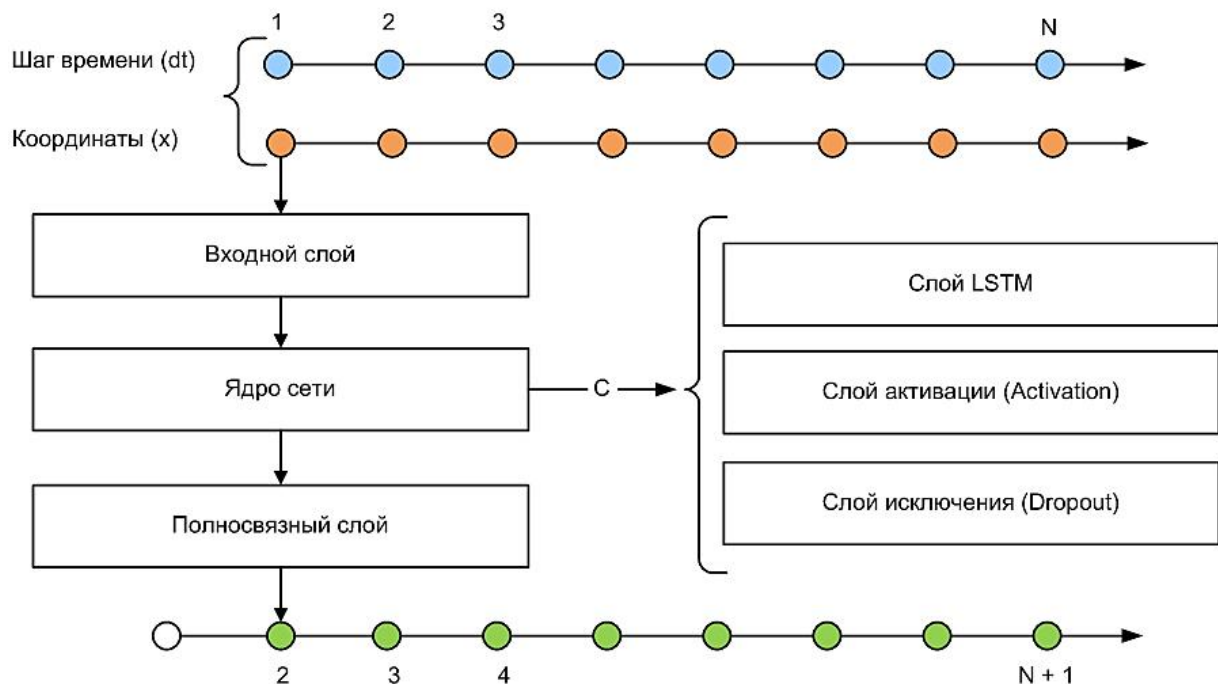 1 2 3 N
Шаг времени (dt)
Координаты (x)
Входной слой
Слой LSTM
Ядро сети
C
Слой активации (Activation)
Полносвязный слой
Слой исключения (Dropout)
2 3 4 N + 1